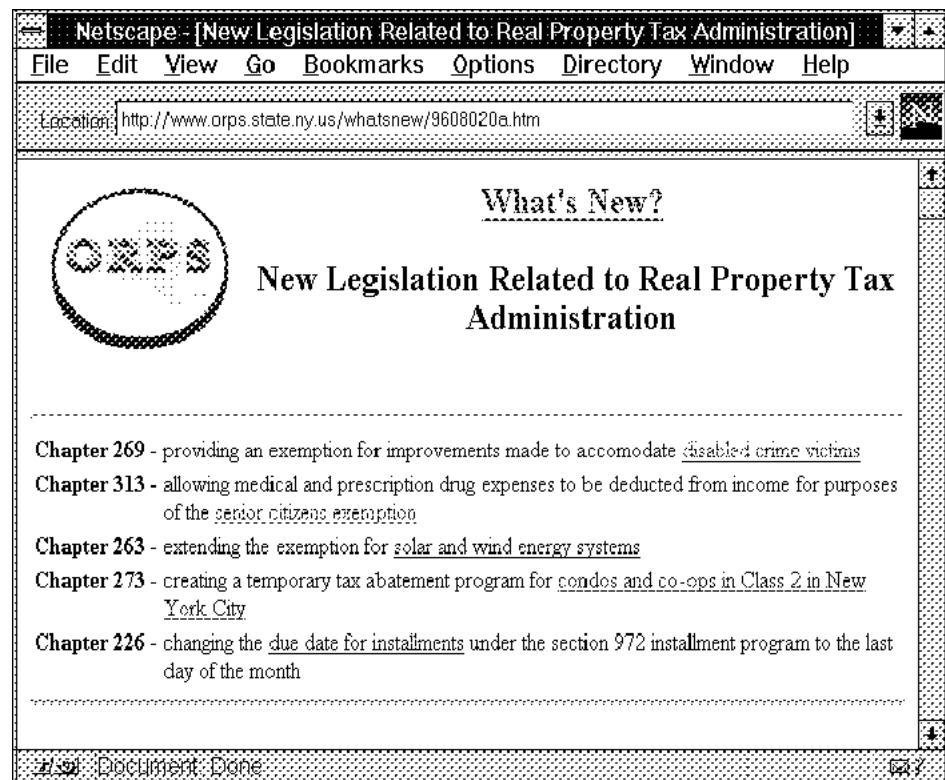 Netscape - [New Legislation Related to Real Property Tax Administration]
File Edit View Go Bookmarks Options Directory Window Help
Location: http://www.orps.state.ny.us/whatsnew/9608020a.htm
N
What's New?
ORPS
New Legislation Related to Real Property Tax
Administration
Chapter 269 - providing an exemption for improvements made to accomodate disabled crime victims
Chapter 313 - allowing medical and prescription drug expenses to be deducted from income for purposes
of the senior citizens exemption
Chapter 263 - extending the exemption for solar and wind energy systems
Chapter 273 - creating a temporary tax abatement program for condos and co-ops in Class 2 in New
York City
Chapter 226 - changing the due date for installments under the section 972 installment program to the last
day of the month
Document: Done